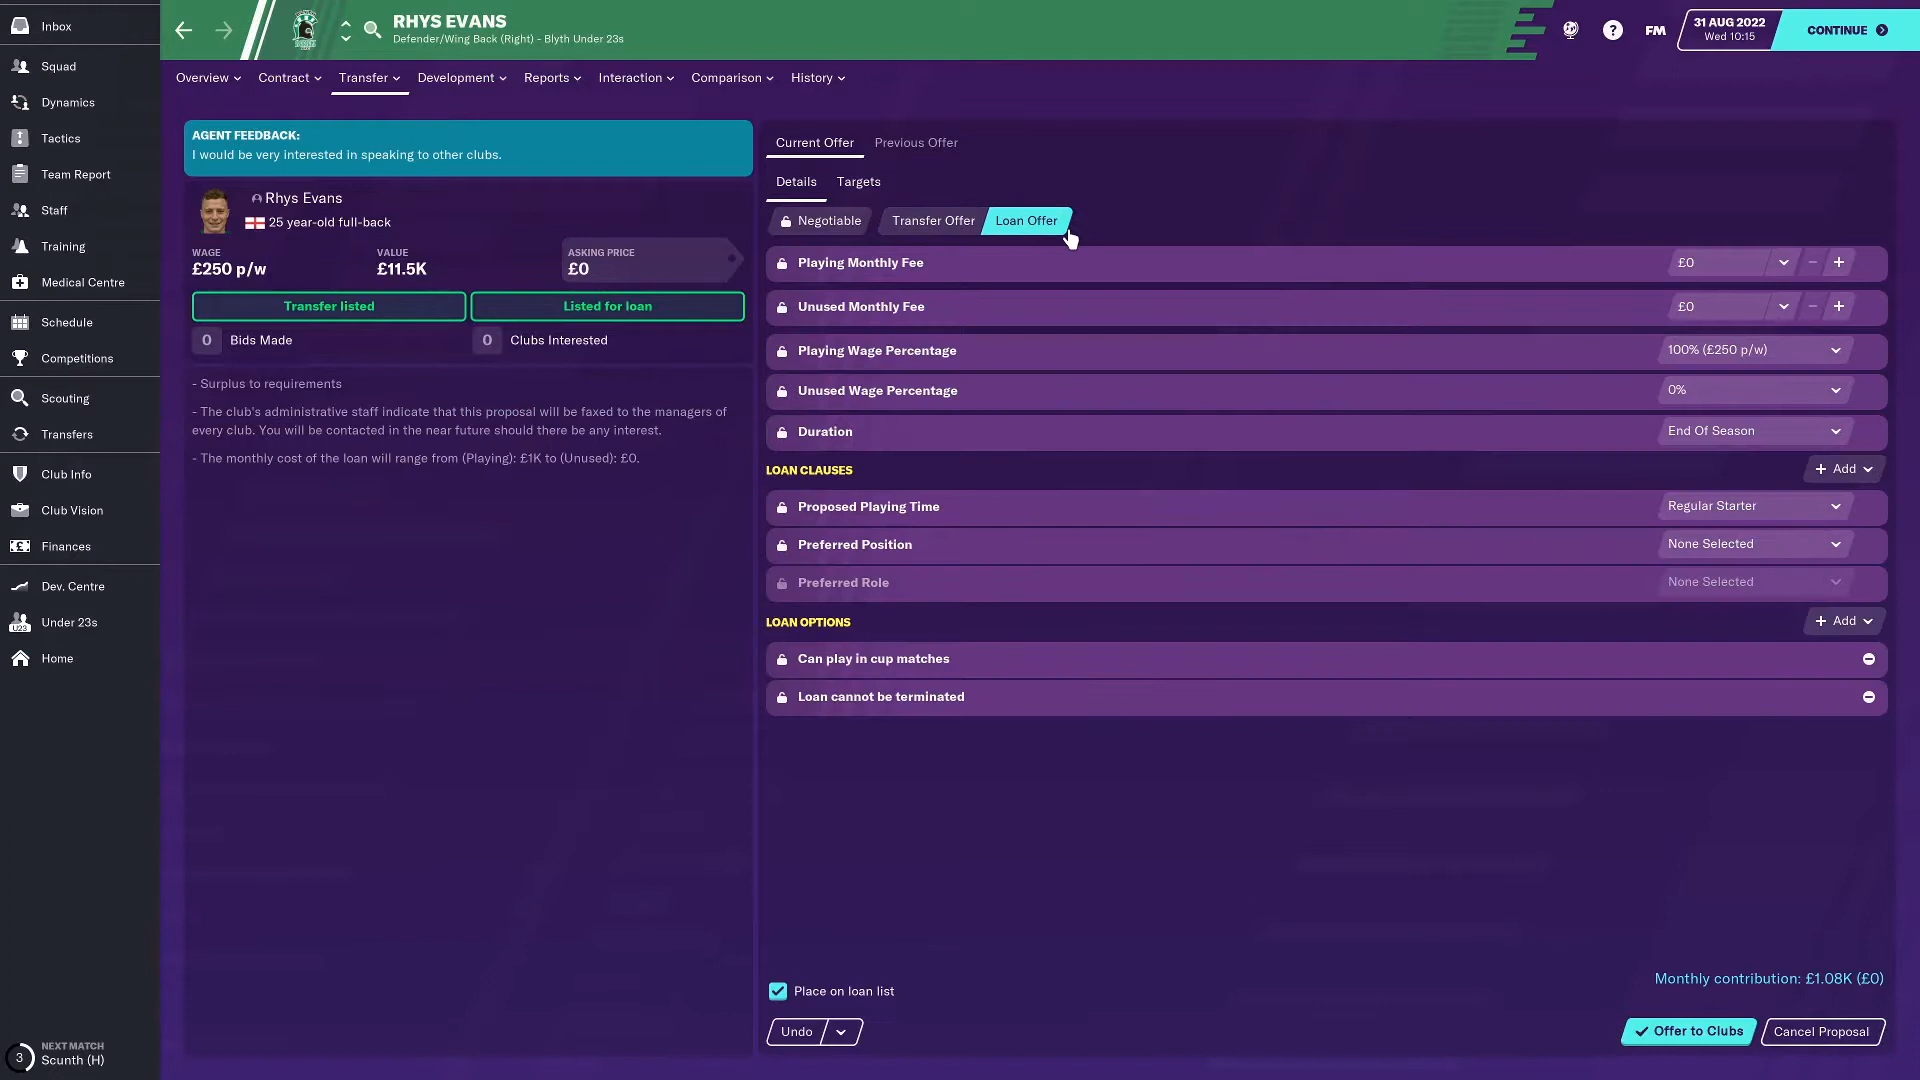 Inbox
Squad
Dynamics
Tactics
Team Report
Staff
Training
Medical Centre
Schedule
Competitions
Scouting
Transfers
Club Info
Club Vision
Finances
Dev. Centre
U23
Under 23s
Home
3
NEXT MATCH
Scunth (H)
RHYS EVANS
Defender/Wing Back (Right) - Blyth Under 23s
?
FM
31 AUG 2022
Wed 10:15
CONTINUE
Overview
Contract
Transfer
Development
Reports
Interaction
Comparison
History
AGENT FEEDBACK:
I would be very interested in speaking to other clubs.
Rhys Evans
25 year-old full-back
WAGE
£250 p/w
VALUE
£11.5K
ASKING PRICE
£0
Transfer listed
Listed for loan
0 Bids Made
0 Clubs Interested
- Surplus to requirements
- The club's administrative staff indicate that this proposal will be faxed to the managers of
every club. You will be contacted in the near future should there be any interest.
- The monthly cost of the loan will range from (Playing): £1K to (Unused): £0.
Current Offer
Previous Offer
Details
Targets
Negotiable
Transfer Offer
Loan Offer
Playing Monthly Fee £0
Unused Monthly Fee £0
Playing Wage Percentage 100% (£250 p/w)
Unused Wage Percentage 0%
Duration End Of Season
LOAN CLAUSES + Add
Proposed Playing Time Regular Starter
Preferred Position None Selected
Preferred Role None Selected
LOAN OPTIONS + Add
Can play in cup matches
Loan cannot be terminated
Monthly contribution: £1.08K (£0)
Place on loan list
Undo
Offer to Clubs
Cancel Proposal